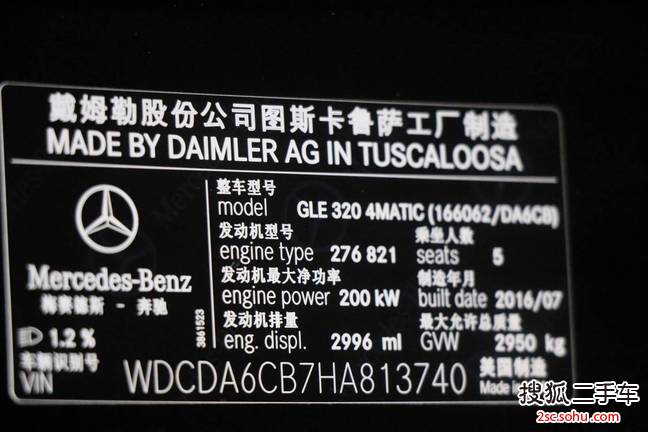 戴姆勒股份公司图斯卡鲁萨工厂制造
MADE BY DAIMLER AG IN TUSCALOOSA
整车型号
model GLE 320 4MATIC (166062/DA6CB)
发动机型号 乘坐人数
engine type 276 821 seats 5
发动机最大净功率 制造年月
engine power 200 kW built date 2016/07
发动机排量 最大允许总质量
eng. displ. 2996 ml GVW 2950 kg
Mercedes-Benz
梅赛德斯 - 奔驰
1.2 %
3861523
车辆识别号
VIN WDCDA6CB7HA813740
美国制造
Made in
搜狐二手车
2sc.sohu.com